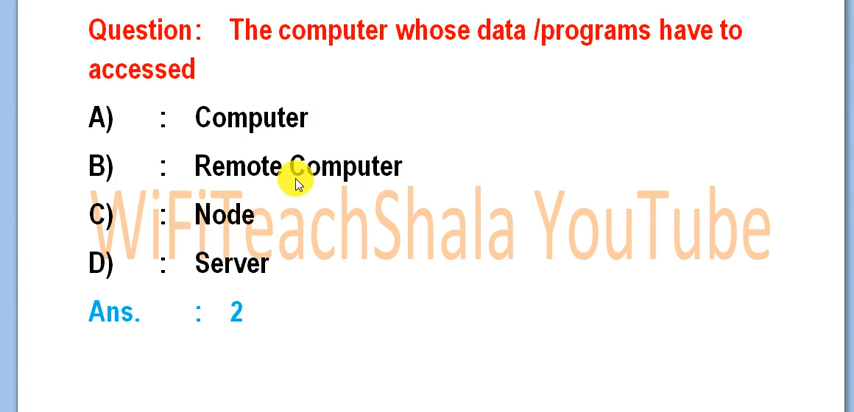 Question:   The computer whose data /programs have to
accessed
A)   :   Computer
B)   :   Remote Computer
C)   :   Node
D)   :   Server
WiFiTeachShala YouTube
Ans.   :   2